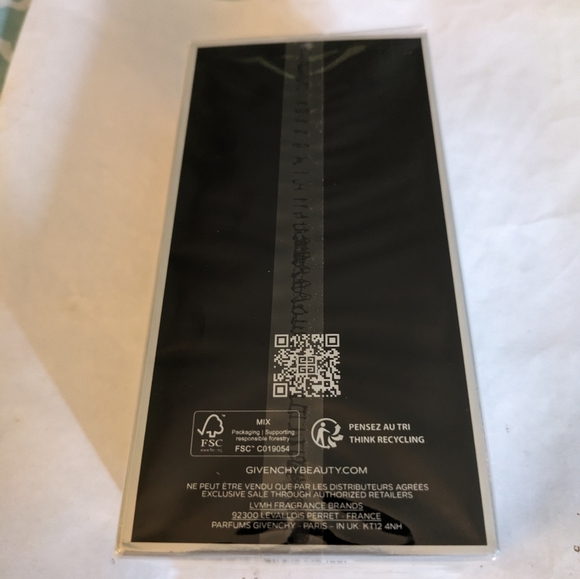 FSC
MIX
Packaging | Supporting
responsible forestry
FSC® C019054
PENSEZ AU TRI
THINK RECYCLING
GIVENCHYBEAUTY.COM
NE PEUT ÊTRE VENDU QUE PAR LES DISTRIBUTEURS AGRÉÉS
EXCLUSIVE SALE THROUGH AUTHORIZED RETAILERS
LVMH FRAGRANCE BRANDS
92300 LEVALLOIS PERRET - FRANCE
PARFUMS GIVENCHY - PARIS - IN UK: KT12 4NH